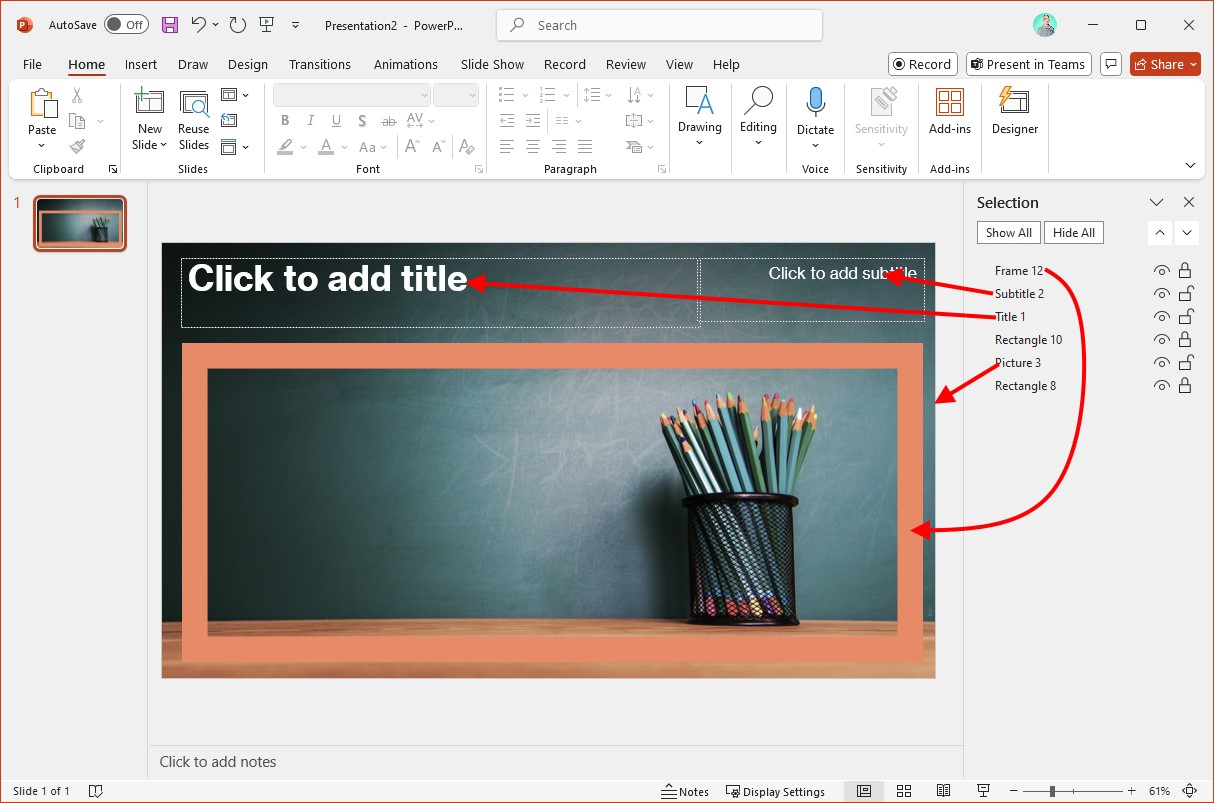 AutoSave Off Presentation2 - PowerP... Search
File Home Insert Draw Design Transitions Animations Slide Show Record Review View Help Record Present in Teams Share
Paste New Slide Reuse Slides B I U S ab AV Aa A A A Drawing Editing Dictate Sensitivity Add-ins Designer
Clipboard Slides Font Paragraph Voice Sensitivity Add-ins
1
Selection
Show All Hide All
Click to add title
Click to add subtitle
Frame 12
Subtitle 2
Title 1
Rectangle 10
Picture 3
Rectangle 8
Click to add notes
Slide 1 of 1 Notes Display Settings 61%